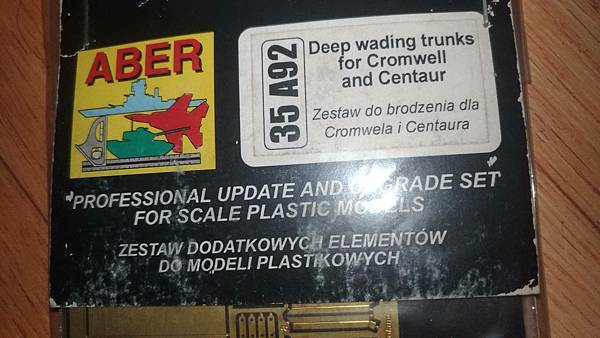 ABER
35 A92
Deep wading trunks
for Cromwell
and Centaur
Zestaw do brodzenia dla
Cromwela i Centaura
"PROFESSIONAL UPDATE AND UPGRADE SET"
FOR SCALE PLASTIC MODELS
ZESTAW DODATKOWYCH ELEMENTÓW
DO MODELI PLASTIKOWYCH